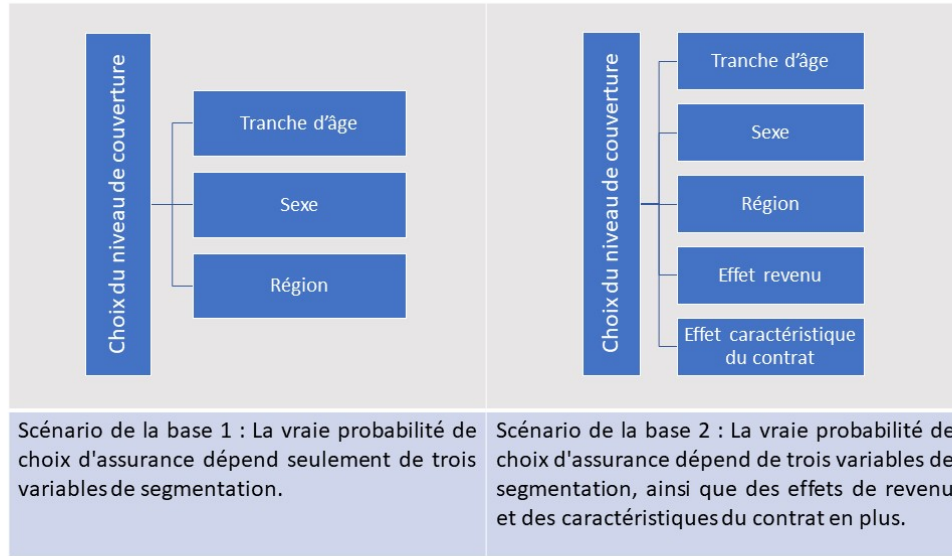 Choix du niveau de couverture
Tranche d'âge
Sexe
Région
Choix du niveau de couverture
Tranche d'âge
Sexe
Région
Effet revenu
Effet caractéristique
du contrat
Scénario de la base 1 : La vraie probabilité de
choix d'assurance dépend seulement de trois
variables de segmentation.
Scénario de la base 2 : La vraie probabilité de
choix d'assurance dépend de trois variables de
segmentation, ainsi que des effets de revenu
et des caractéristiques du contrat en plus.